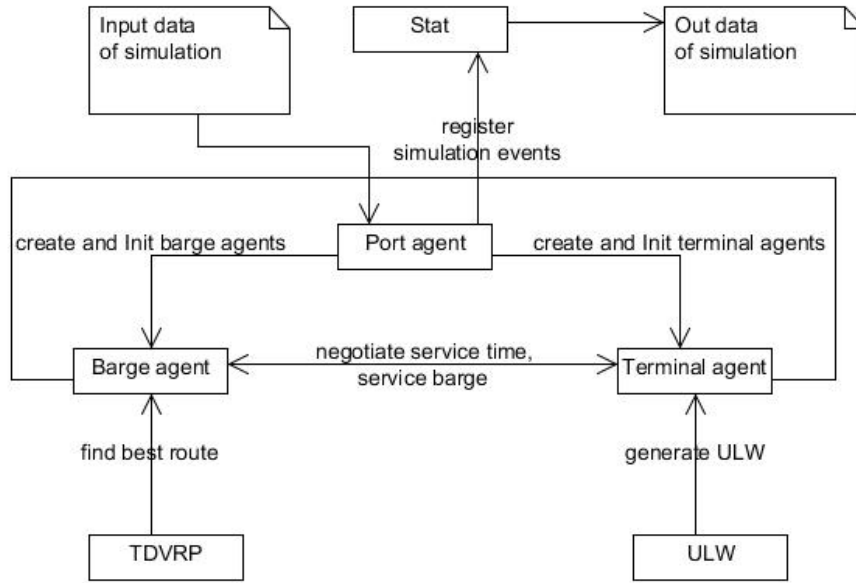 Input data
of simulation
Stat
Out data
of simulation
register
simulation events
create and Init barge agents
Port agent
create and Init terminal agents
Barge agent
negotiate service time,
service barge
Terminal agent
find best route
generate ULW
TDVRP
ULW